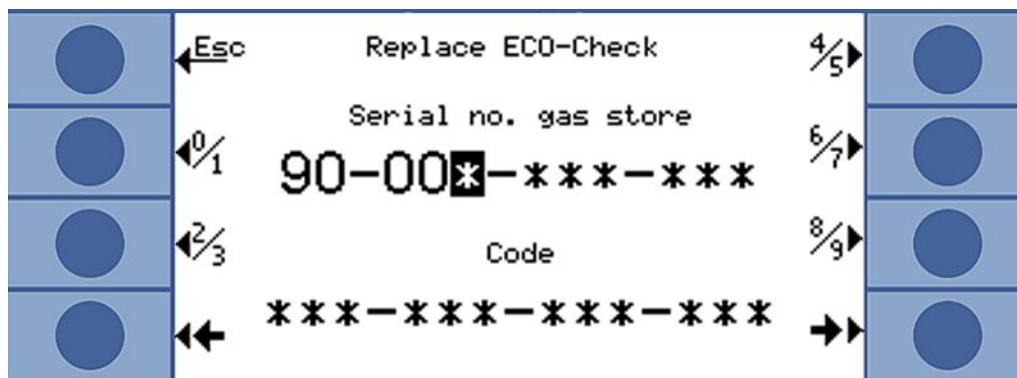 Esc Replace ECO-Check 4/5
Serial no. gas store
0/1 6/7
90-00*-***-***
2/3 Code 8/9
***-***-***-***